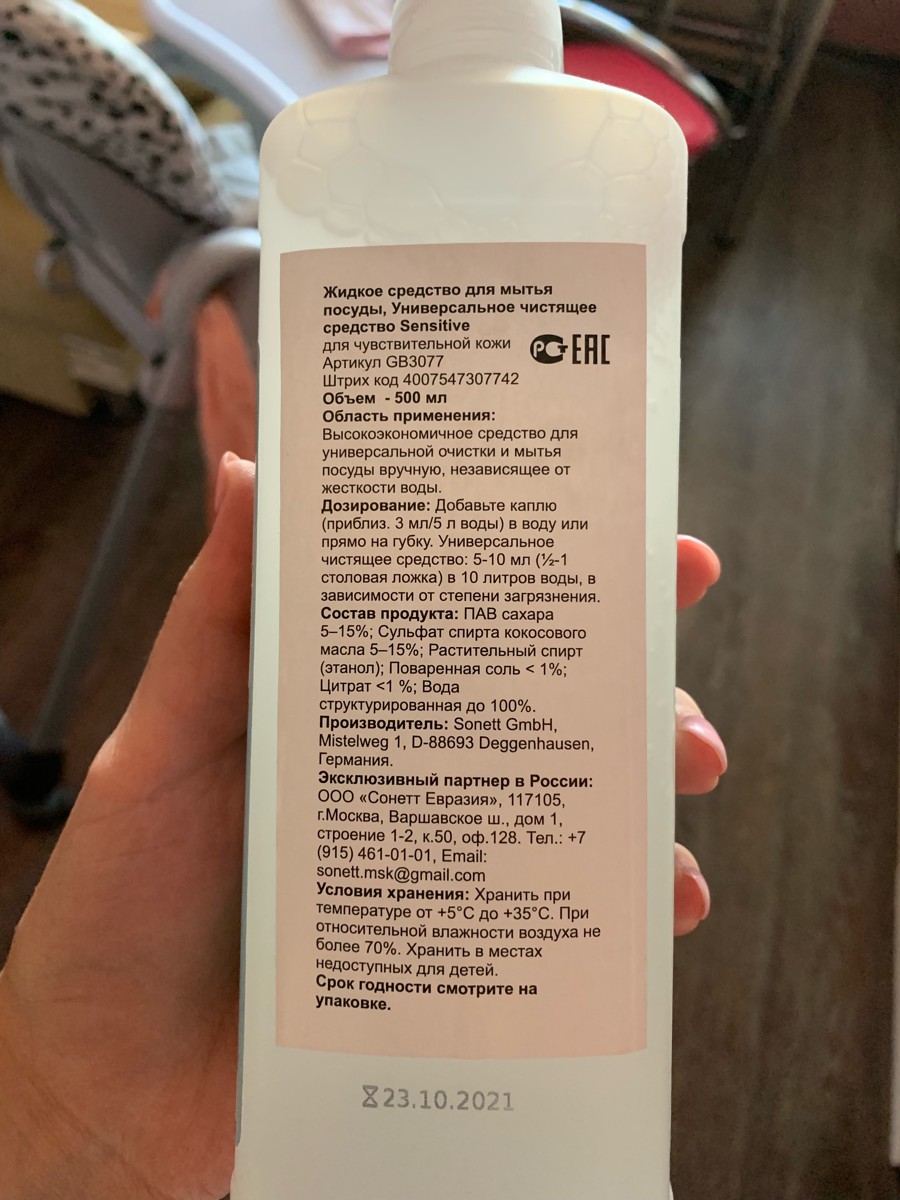 Жидкое средство для мытья
посуды, Универсальное чистящее
средство Sensitive
для чувствительной кожи
Артикул GB3077
Штрих код 4007547307742
РСТ EAC
Объем - 500 мл
Область применения:
Высокоэкономичное средство для
универсальной очистки и мытья
посуды вручную, независящее от
жесткости воды.
Дозирование: Добавьте каплю
(приблиз. 3 мл/5 л воды) в воду или
прямо на губку. Универсальное
чистящее средство: 5-10 мл (½-1
столовая ложка) в 10 литров воды, в
зависимости от степени загрязнения.
Состав продукта: ПАВ сахара
5–15%; Сульфат спирта кокосового
масла 5–15%; Растительный спирт
(этанол); Поваренная соль < 1%;
Цитрат <1 %; Вода
структурированная до 100%.
Производитель: Sonett GmbH,
Mistelweg 1, D-88693 Deggenhausen,
Германия.
Эксклюзивный партнер в России:
ООО «Сонетт Евразия», 117105,
г.Москва, Варшавское ш., дом 1,
строение 1-2, к.50, оф.128. Тел.: +7
(915) 461-01-01, Email:
sonett.msk@gmail.com
Условия хранения: Хранить при
температуре от +5°C до +35°C. При
относительной влажности воздуха не
более 70%. Хранить в местах
недоступных для детей.
Срок годности смотрите на
упаковке.
23.10.2021